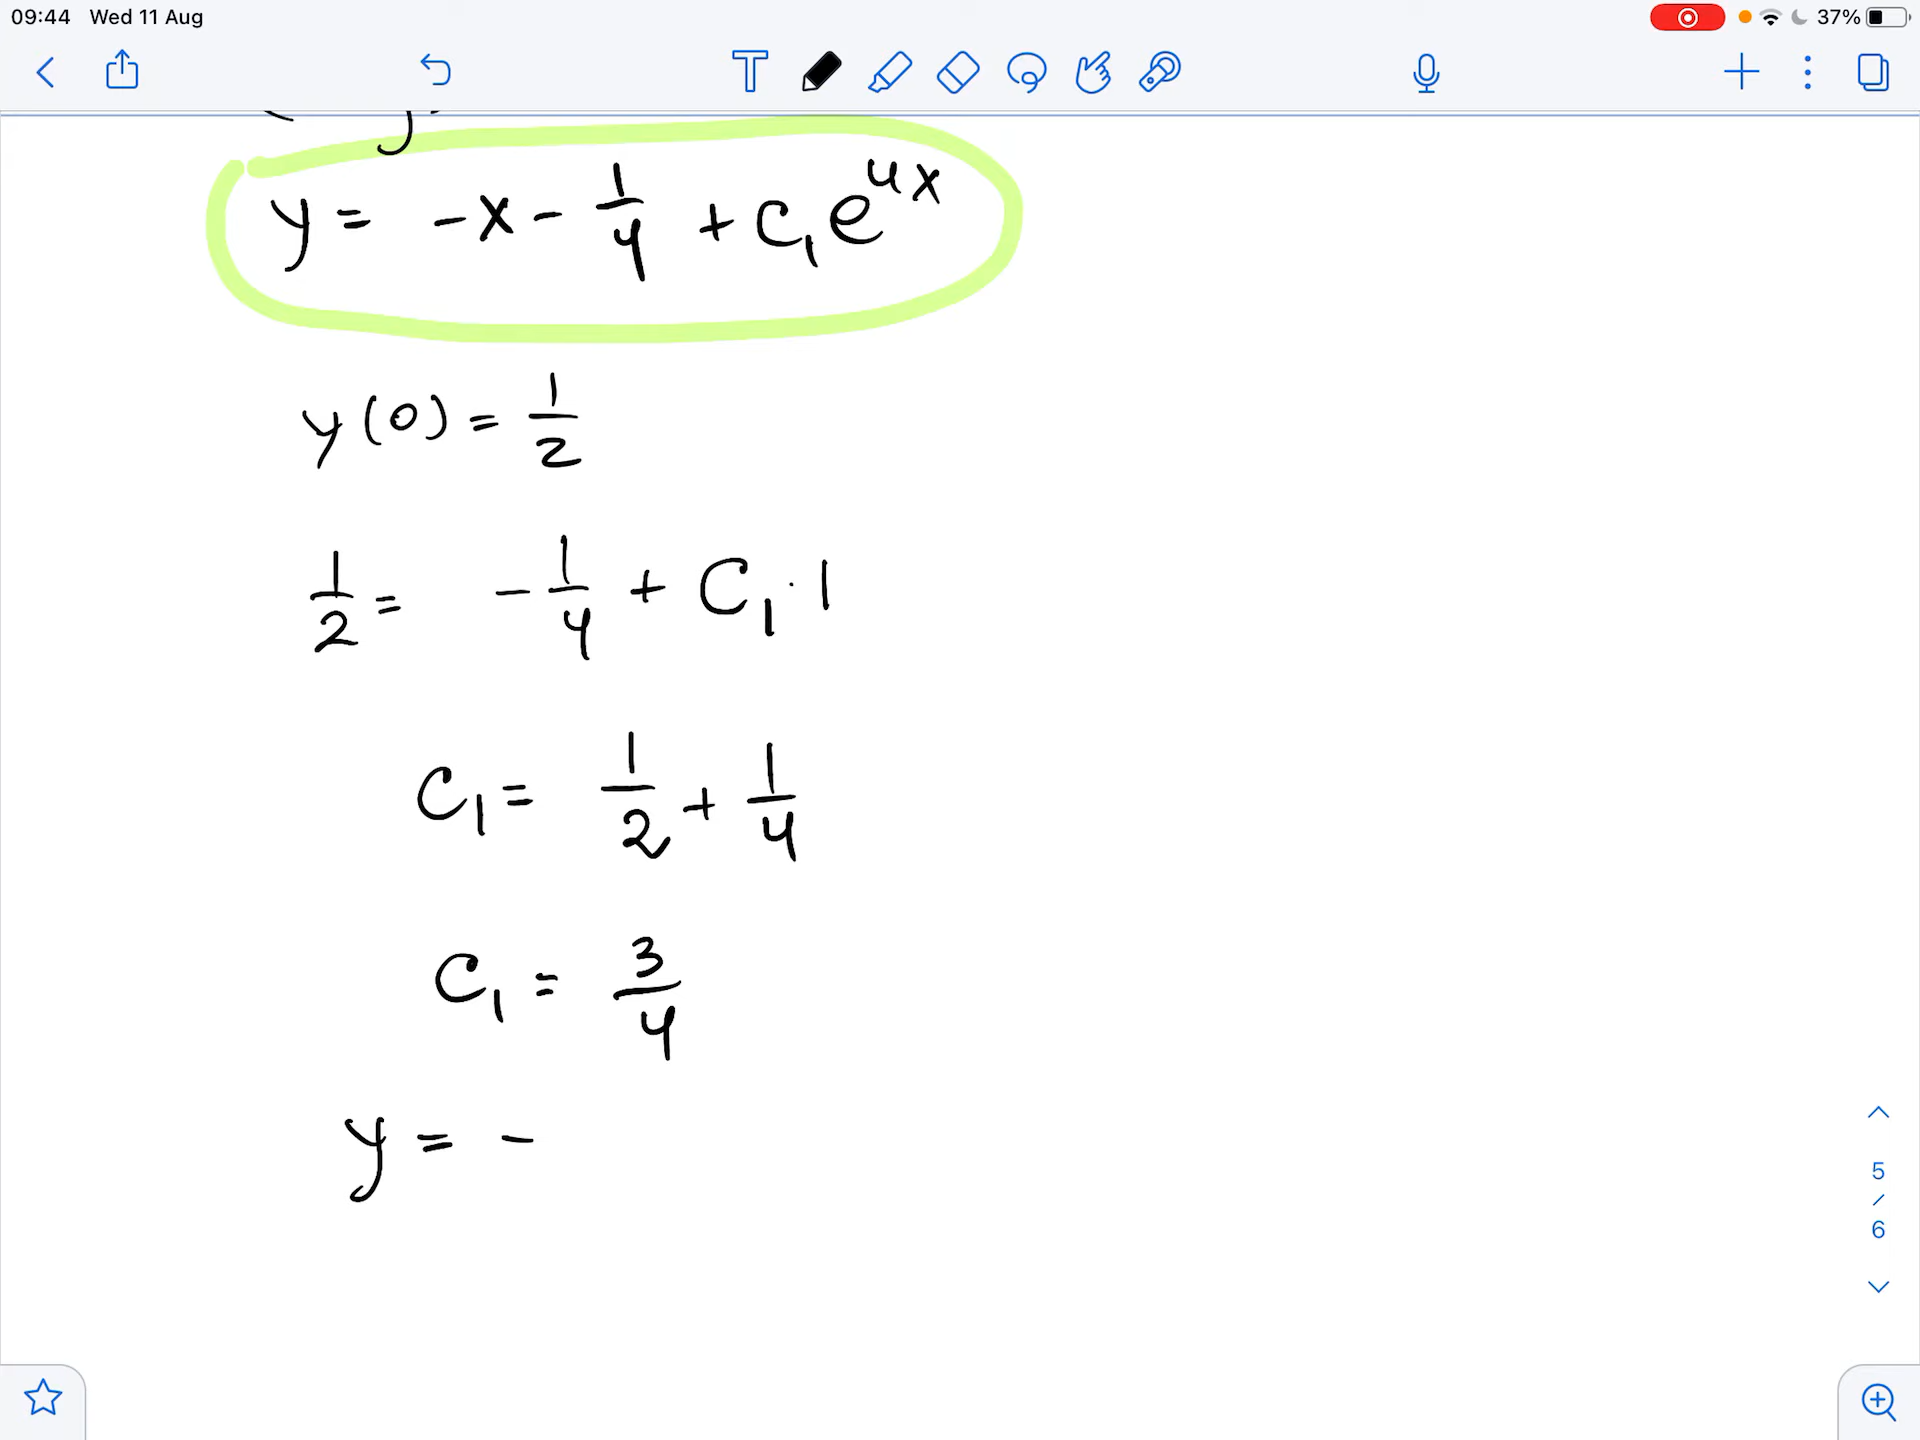 09:44 Wed 11 Aug 37%
T
y = -x - 1/4 + C₁e^{4x}
y(0) = 1/2
1/2 = -1/4 + C₁ · 1
C₁ = 1/2 + 1/4
C₁ = 3/4
y = -
5
/
6